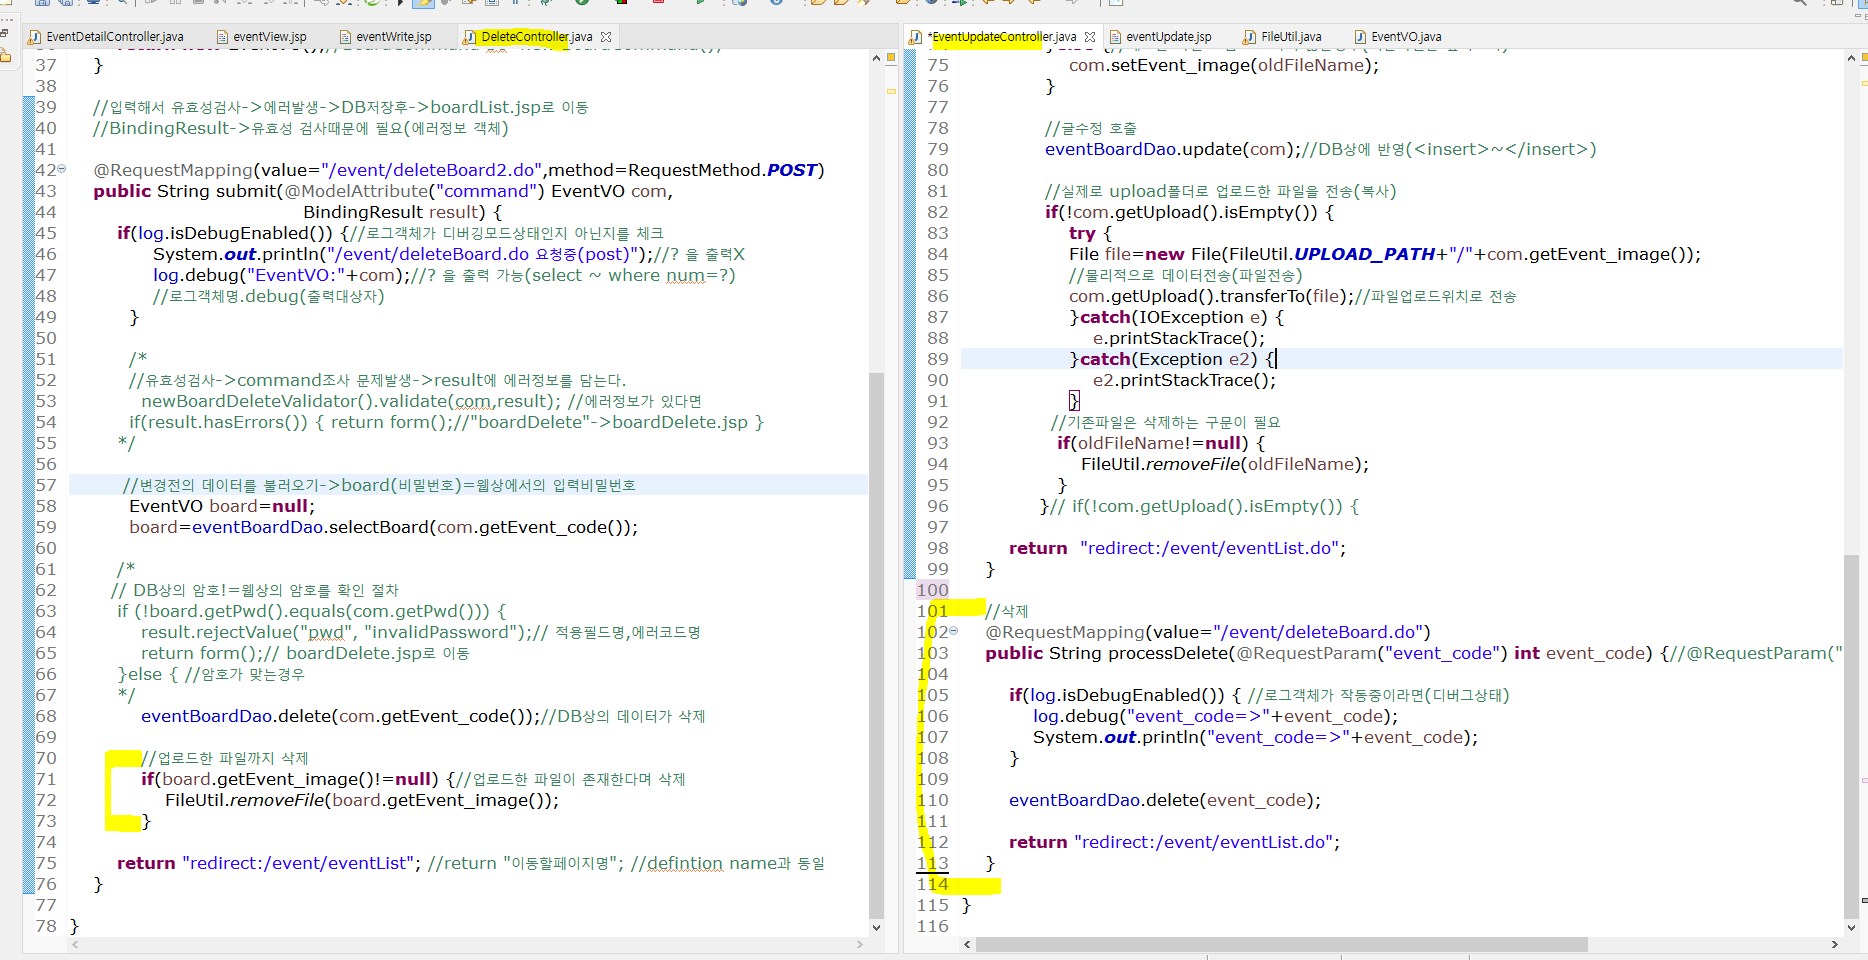 EventDetailController.java
eventView.jsp
eventWrite.jsp
DeleteController.java
37 }
38
39 //입력해서 유효성검사->에러발생->DB저장후->boardList.jsp로 이동
40 //BindingResult->유효성 검사때문에 필요(에러정보 객체)
41
42 @RequestMapping(value="/event/deleteBoard2.do",method=RequestMethod.POST)
43 public String submit(@ModelAttribute("command") EventVO com,
44 BindingResult result) {
45 if(log.isDebugEnabled()) {//로그객체가 디버깅모드상태인지 아닌지를 체크
46 System.out.println("/event/deleteBoard.do 요청중(post)");//? 을 출력X
47 log.debug("EventVO:"+com);//? 을 출력 가능(select ~ where num=?)
48 //로그객체명.debug(출력대상자)
49 }
50
51 /*
52 //유효성검사->command조사 문제발생->result에 에러정보를 담는다.
53 newBoardDeleteValidator().validate(com,result); //에러정보가 있다면
54 if(result.hasErrors()) { return form();//"boardDelete"->boardDelete.jsp }
55 */
56
57 //변경전의 데이터를 불러오기->board(비밀번호)=웹상에서의 입력비밀번호
58 EventVO board=null;
59 board=eventBoardDao.selectBoard(com.getEvent_code());
60
61 /*
62 // DB상의 암호!=웹상의 암호를 확인 절차
63 if (!board.getPwd().equals(com.getPwd())) {
64 result.rejectValue("pwd", "invalidPassword");// 적용필드명,에러코드명
65 return form();// boardDelete.jsp로 이동
66 }else { //암호가 맞는경우
67 */
68 eventBoardDao.delete(com.getEvent_code());//DB상의 데이터가 삭제
69
70 //업로드한 파일까지 삭제
71 if(board.getEvent_image()!=null) {//업로드한 파일이 존재한다며 삭제
72 FileUtil.removeFile(board.getEvent_image());
73 }
74
75 return "redirect:/event/eventList"; //return "이동할페이지명"; //defintion name과 동일
76 }
77
78 }
*EventUpdateController.java
eventUpdate.jsp
FileUtil.java
EventVO.java
75 com.setEvent_image(oldFileName);
76 }
77
78 //글수정 호출
79 eventBoardDao.update(com);//DB상에 반영(<insert>~</insert>)
80
81 //실제로 upload폴더로 업로드한 파일을 전송(복사)
82 if(!com.getUpload().isEmpty()) {
83 try {
84 File file=new File(FileUtil.UPLOAD_PATH+"/"+com.getEvent_image());
85 //물리적으로 데이터전송(파일전송)
86 com.getUpload().transferTo(file);//파일업로드위치로 전송
87 }catch(IOException e) {
88 e.printStackTrace();
89 }catch(Exception e2) {
90 e2.printStackTrace();
91 }
92 //기존파일은 삭제하는 구문이 필요
93 if(oldFileName!=null) {
94 FileUtil.removeFile(oldFileName);
95 }
96 }// if(!com.getUpload().isEmpty()) {
97
98 return "redirect:/event/eventList.do";
99 }
100
101 //삭제
102 @RequestMapping(value="/event/deleteBoard.do")
103 public String processDelete(@RequestParam("event_code") int event_code) {//@RequestParam("
104
105 if(log.isDebugEnabled()) { //로그객체가 작동중이라면(디버그상태)
106 log.debug("event_code=>"+event_code);
107 System.out.println("event_code=>"+event_code);
108 }
109
110 eventBoardDao.delete(event_code);
111
112 return "redirect:/event/eventList.do";
113 }
114
115 }
116